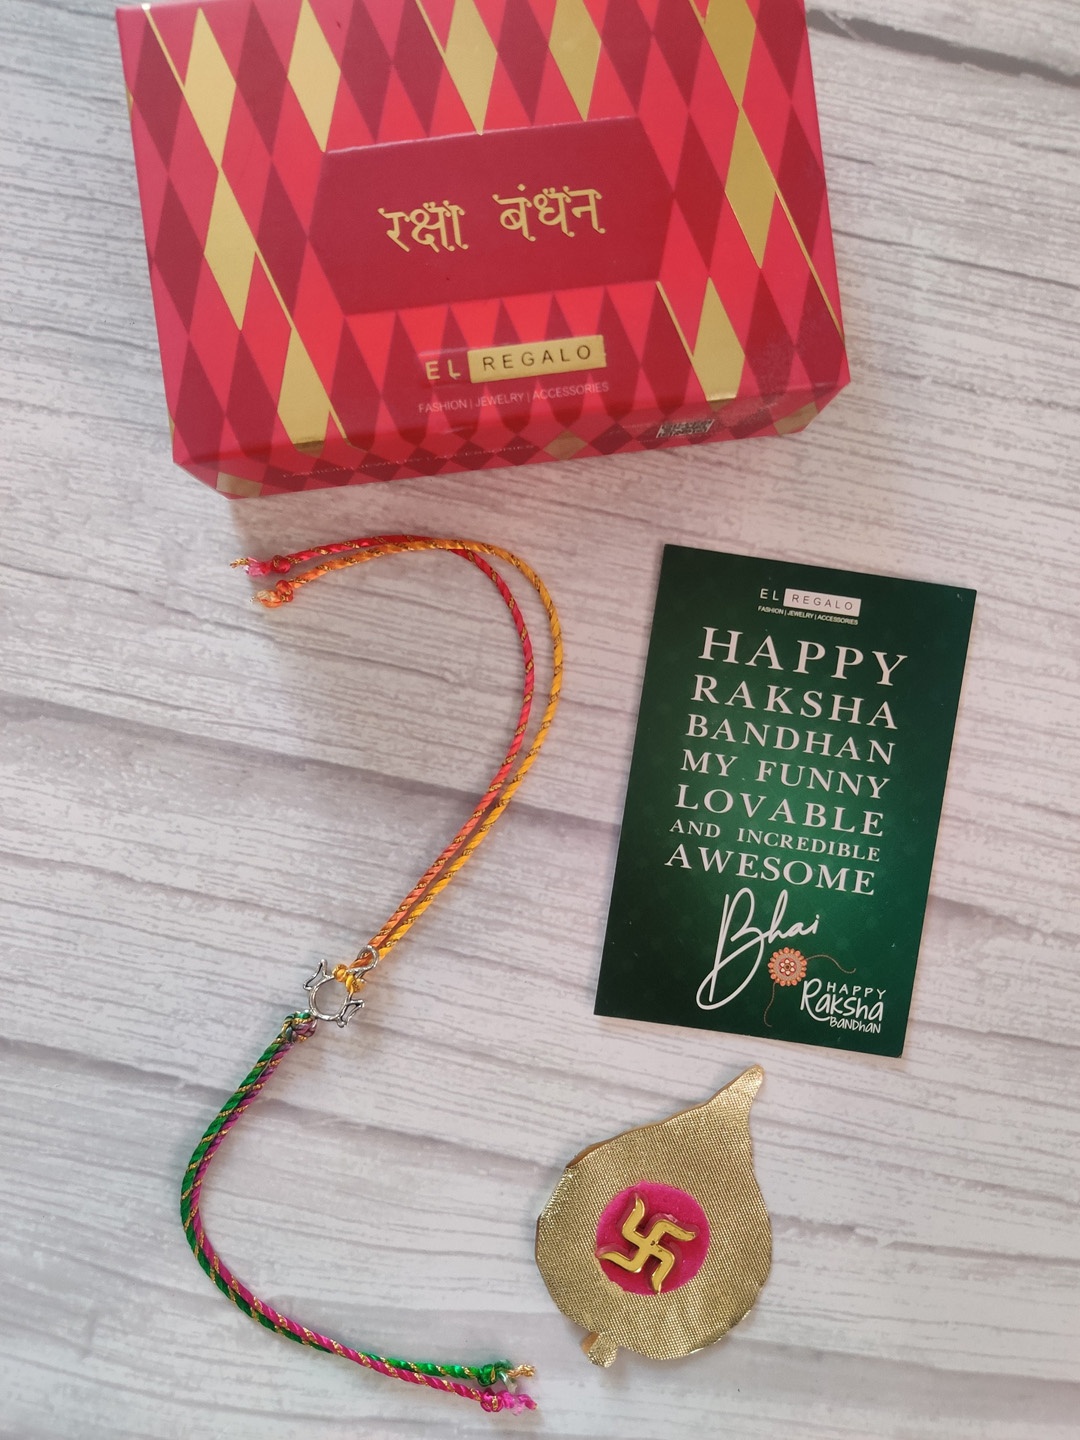 रक्षा बंधन
EL REGALO
FASHION | JEWELRY | ACCESSORIES
EL REGALO
FASHION | JEWELRY | ACCESSORIES
HAPPY
RAKSHA
BANDHAN
MY FUNNY
LOVABLE
AND INCREDIBLE
AWESOME
Bhai
HAPPY
Raksha
BANDHAN